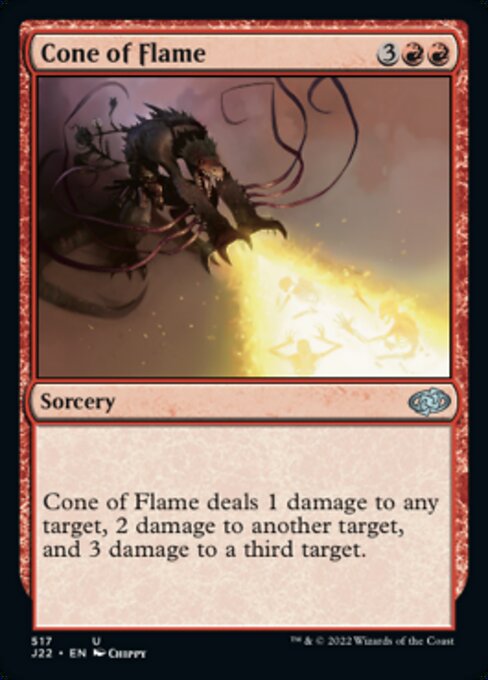 Cone of Flame 3
Sorcery
Cone of Flame deals 1 damage to any
target, 2 damage to another target,
and 3 damage to a third target.
517 U
J22 • EN Chippy
™ & © 2022 Wizards of the Coast